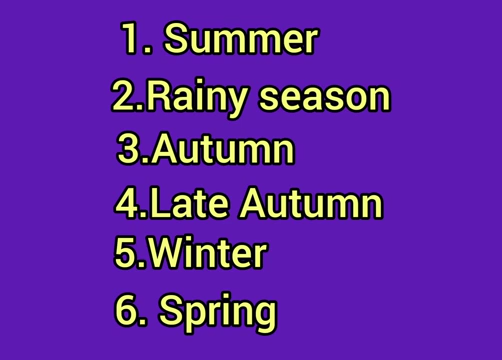 1. Summer
2.Rainy season
3.Autumn
4.Late Autumn
5.Winter
6. Spring